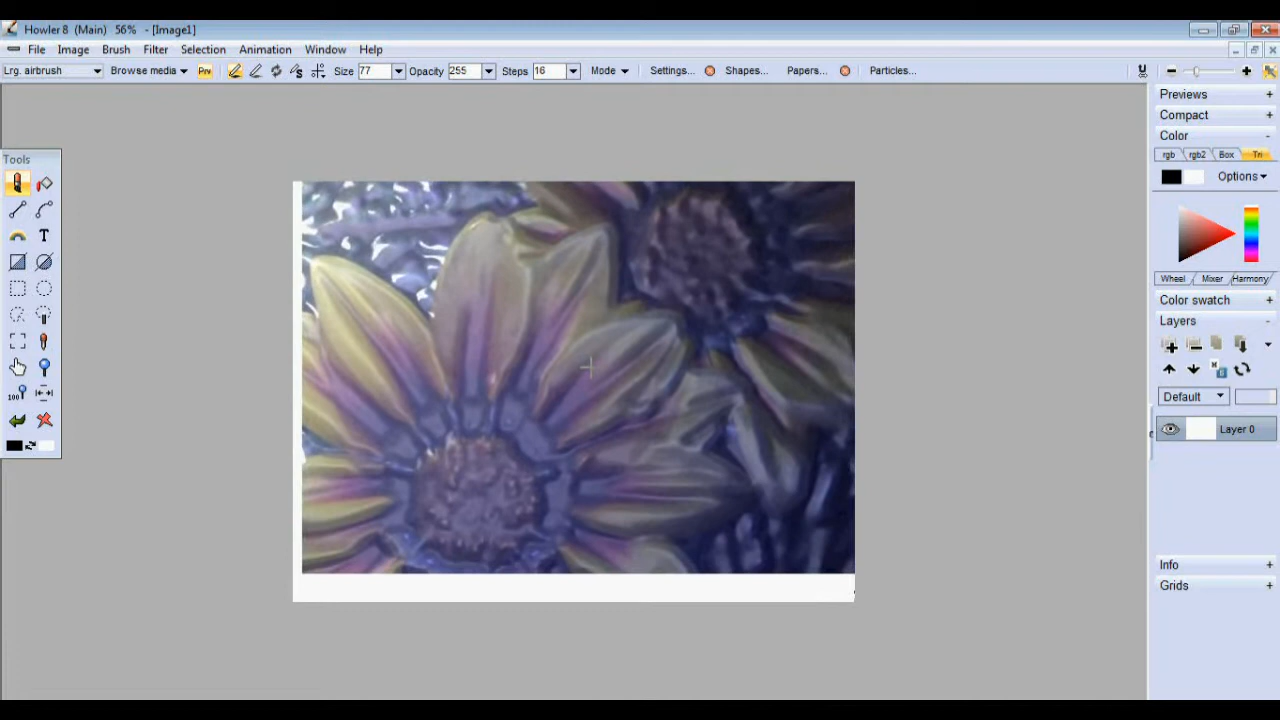 Howler 8 (Main) 56% - [Image1]
File Image Brush Filter Selection Animation Window Help
Lrg. airbrush Browse media Prv Size 77 Opacity 255 Steps 16 Mode Settings... Shapes... Papers... Particles...
Previews +
Compact +
Color -
rgb rgb2 Box Tri
Options
Wheel Mixer Harmony
Color swatch +
Layers -
Default
Layer 0
Info +
Grids +
Tools
T
100